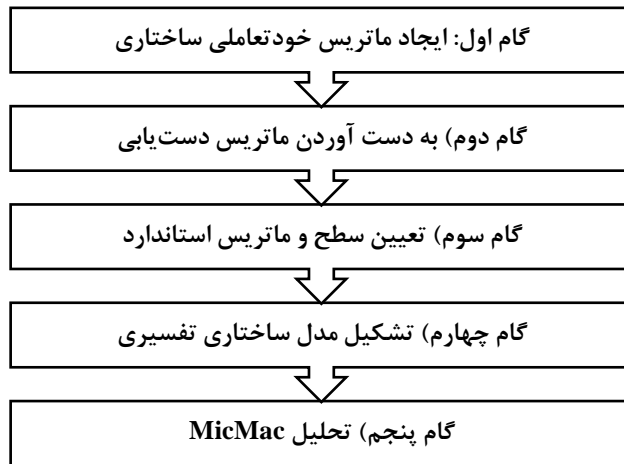 گام اول: ایجاد ماتریس خودتعاملی ساختاری
گام دوم) به دست آوردن ماتریس دست‌یابی
گام سوم) تعیین سطح و ماتریس استاندارد
گام چهارم) تشکیل مدل ساختاری تفسیری
گام پنجم) تحلیل MicMac